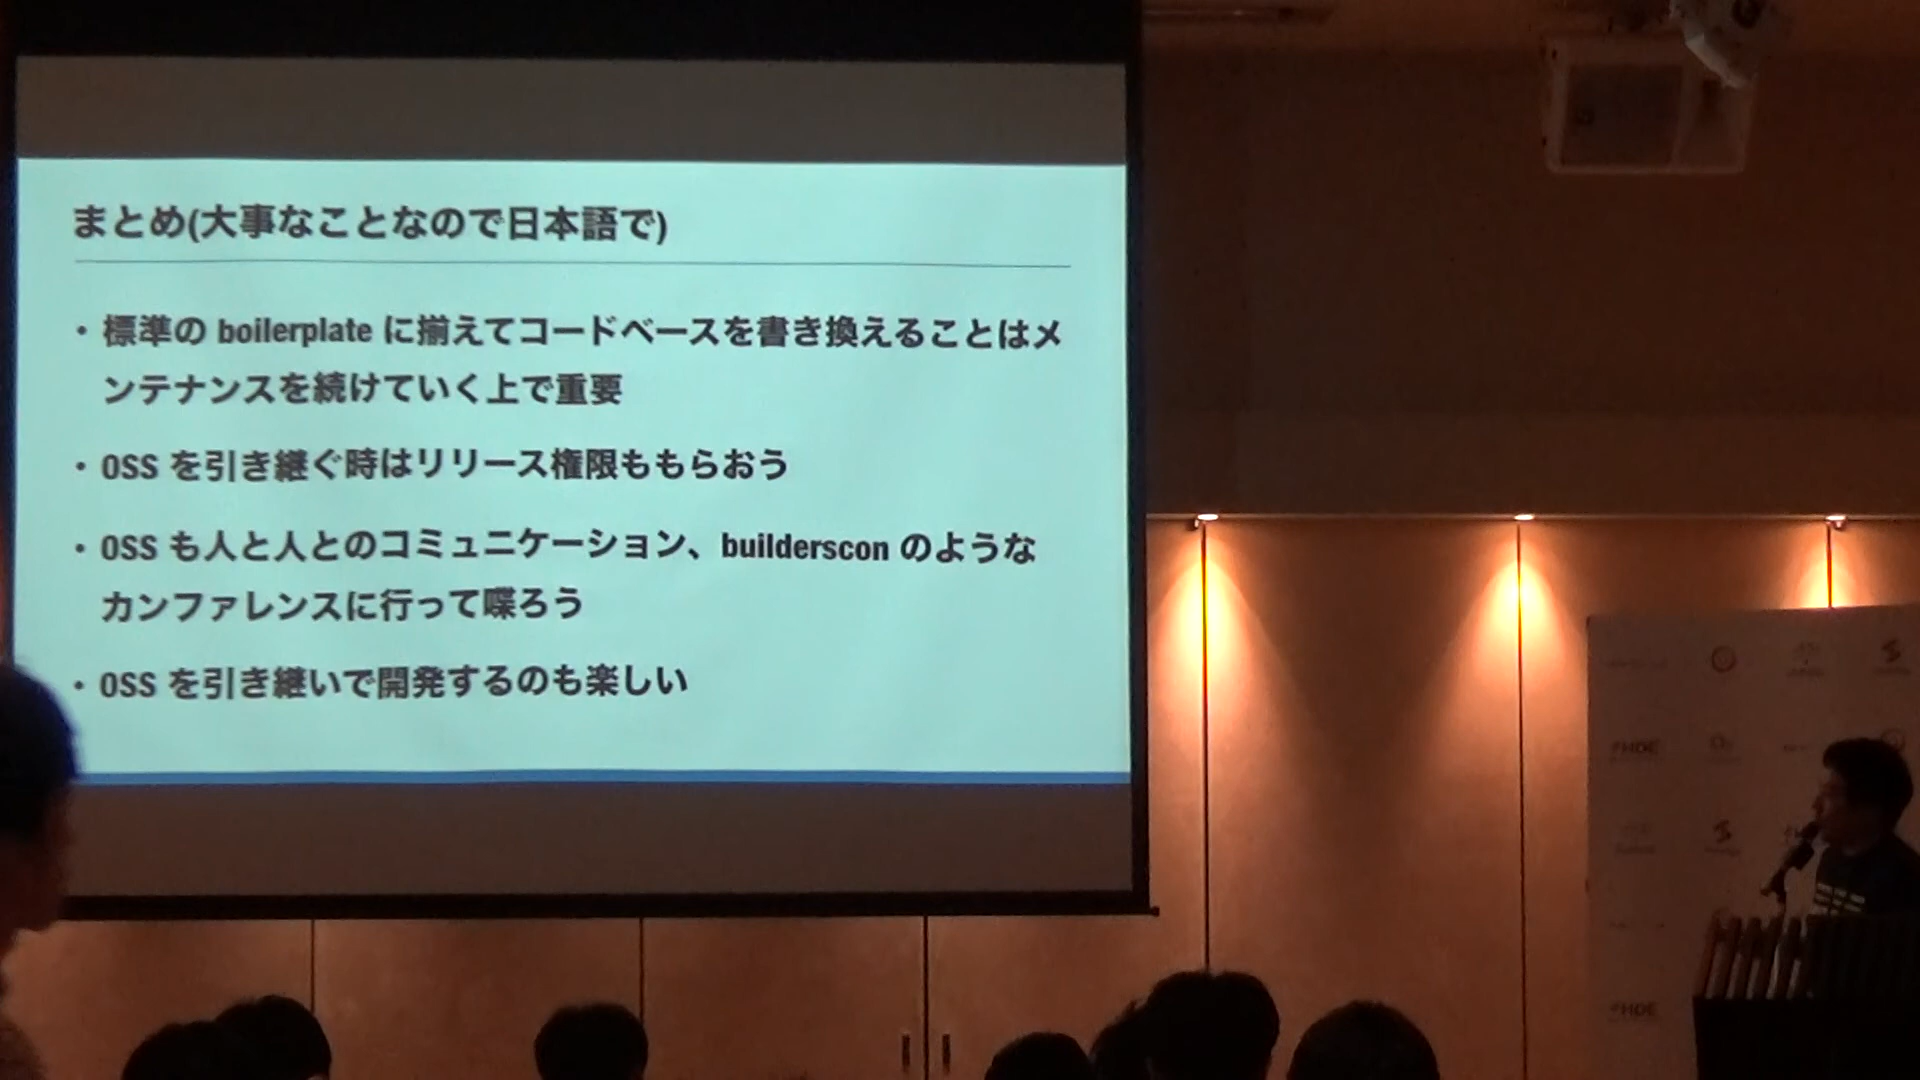 まとめ(大事なことなので日本語で)
・標準の boilerplate に揃えてコードベースを書き換えることはメ
ンテナンスを続けていく上で重要
・OSS を引き継ぐ時はリリース権限ももらおう
・OSS も人と人とのコミュニケーション、builderscon のような
カンファレンスに行って喋ろう
・OSS を引き継いで開発するのも楽しい
HDE
HDE